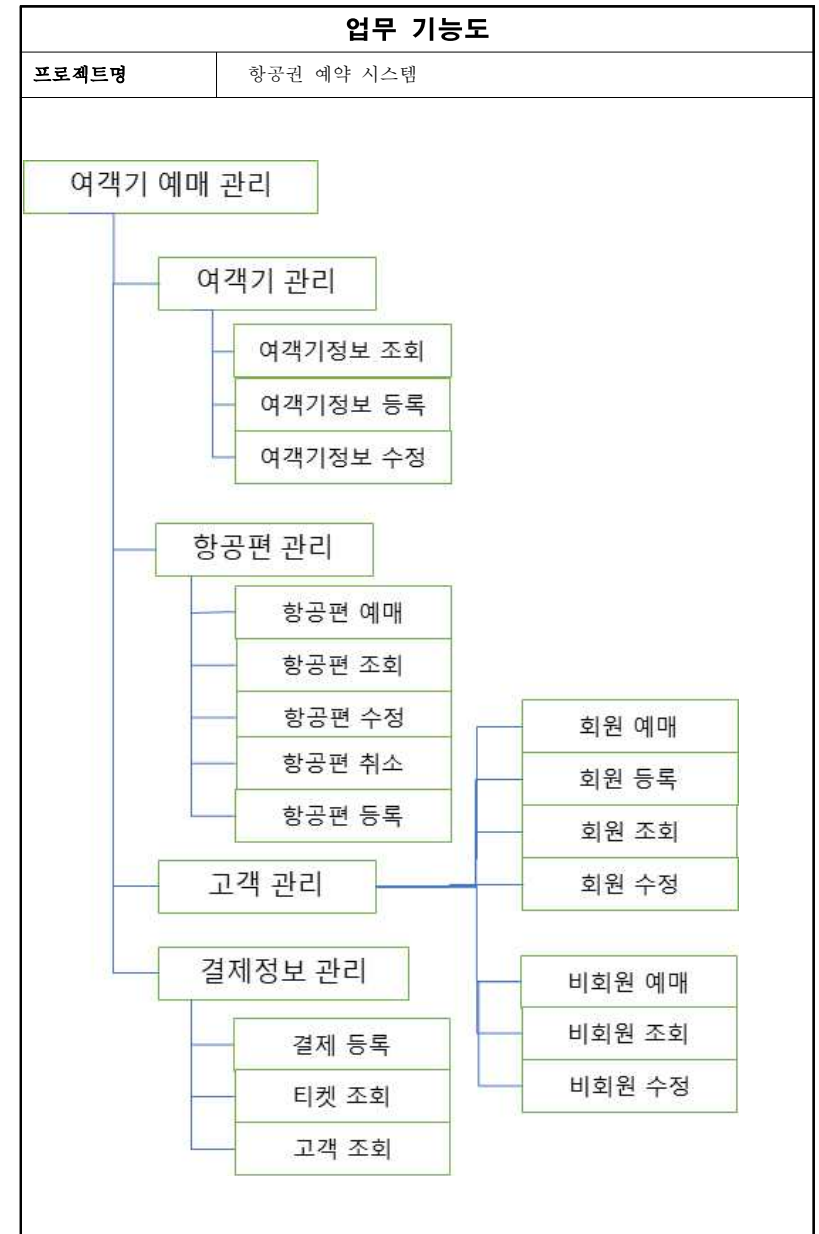 업무 기능도
프로젝트명
항공권 예약 시스템
여객기 예매 관리
여객기 관리
여객기정보 조회
여객기정보 등록
여객기정보 수정
항공편 관리
항공편 예매
항공편 조회
항공편 수정
항공편 취소
항공편 등록
고객 관리
회원 예매
회원 등록
회원 조회
회원 수정
비회원 예매
비회원 조회
비회원 수정
결제정보 관리
결제 등록
티켓 조회
고객 조회